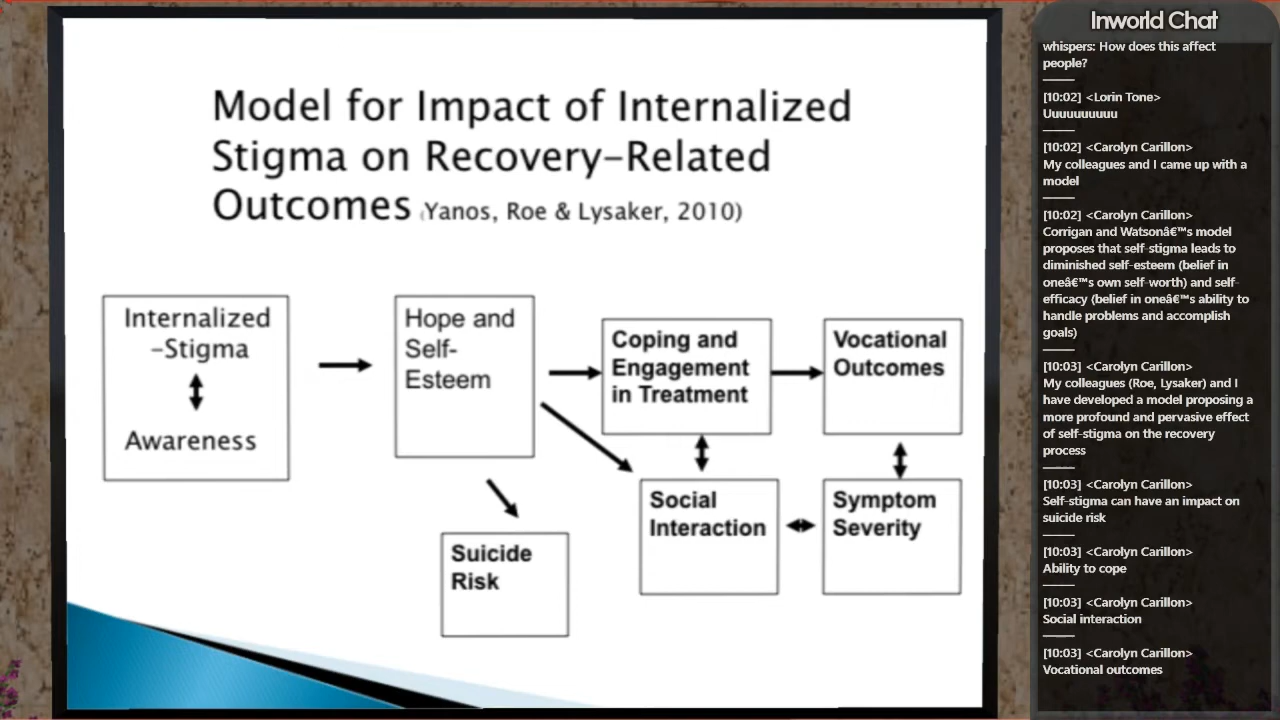 Model for Impact of Internalized
Stigma on Recovery-Related
Outcomes (Yanos, Roe & Lysaker, 2010)
Internalized
-Stigma
Awareness
Hope and
Self-
Esteem
Coping and
Engagement
in Treatment
Vocational
Outcomes
Suicide
Risk
Social
Interaction
Symptom
Severity
Inworld Chat
whispers: How does this affect
people?
[10:02] <Lorin Tone>
Uuuuuuuuuu
[10:02] <Carolyn Carillon>
My colleagues and I came up with a
model
[10:02] <Carolyn Carillon>
Corrigan and Watsonâ€™s model
proposes that self-stigma leads to
diminished self-esteem (belief in
oneâ€™s own self-worth) and self-
efficacy (belief in oneâ€™s ability to
handle problems and accomplish
goals)
[10:03] <Carolyn Carillon>
My colleagues (Roe, Lysaker) and I
have developed a model proposing a
more profound and pervasive effect
of self-stigma on the recovery
process
[10:03] <Carolyn Carillon>
Self-stigma can have an impact on
suicide risk
[10:03] <Carolyn Carillon>
Ability to cope
[10:03] <Carolyn Carillon>
Social interaction
[10:03] <Carolyn Carillon>
Vocational outcomes